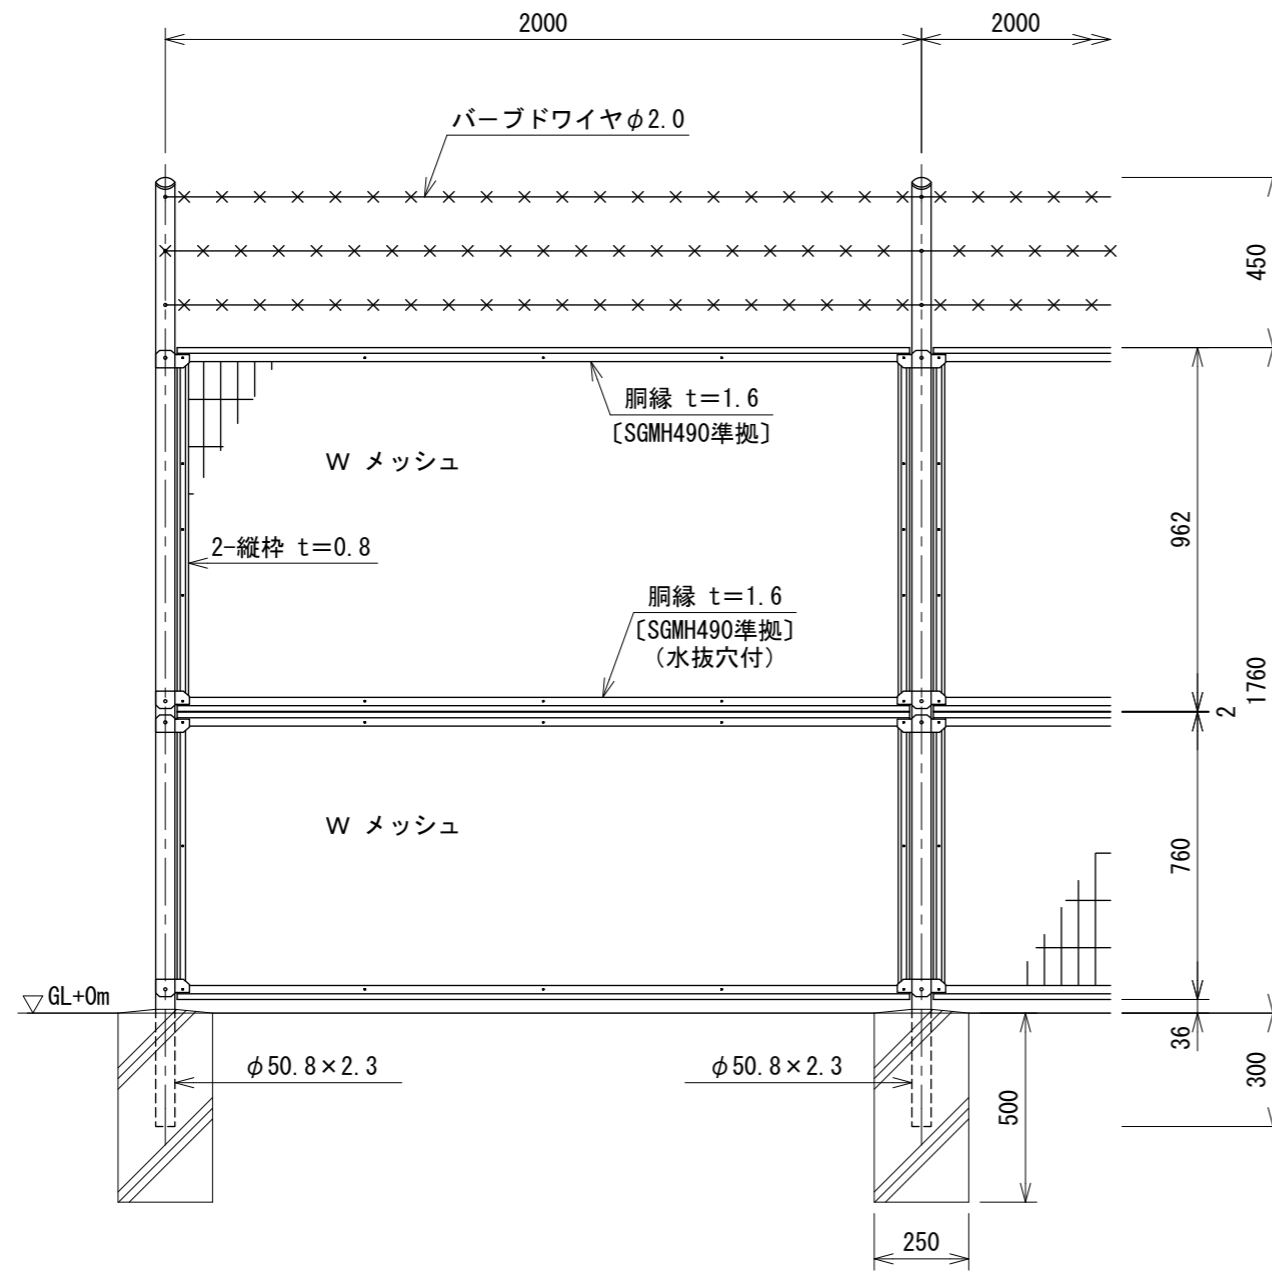 2000
2000
バーブドワイヤφ2.0
450
胴縁 t=1.6
〔SGMH490準拠〕
W メッシュ
962
2-縦枠 t=0.8
胴縁 t=1.6
〔SGMH490準拠〕
(水抜穴付)
1760
2
W メッシュ
760
GL+0m
36
φ50.8×2.3
φ50.8×2.3
300
500
250